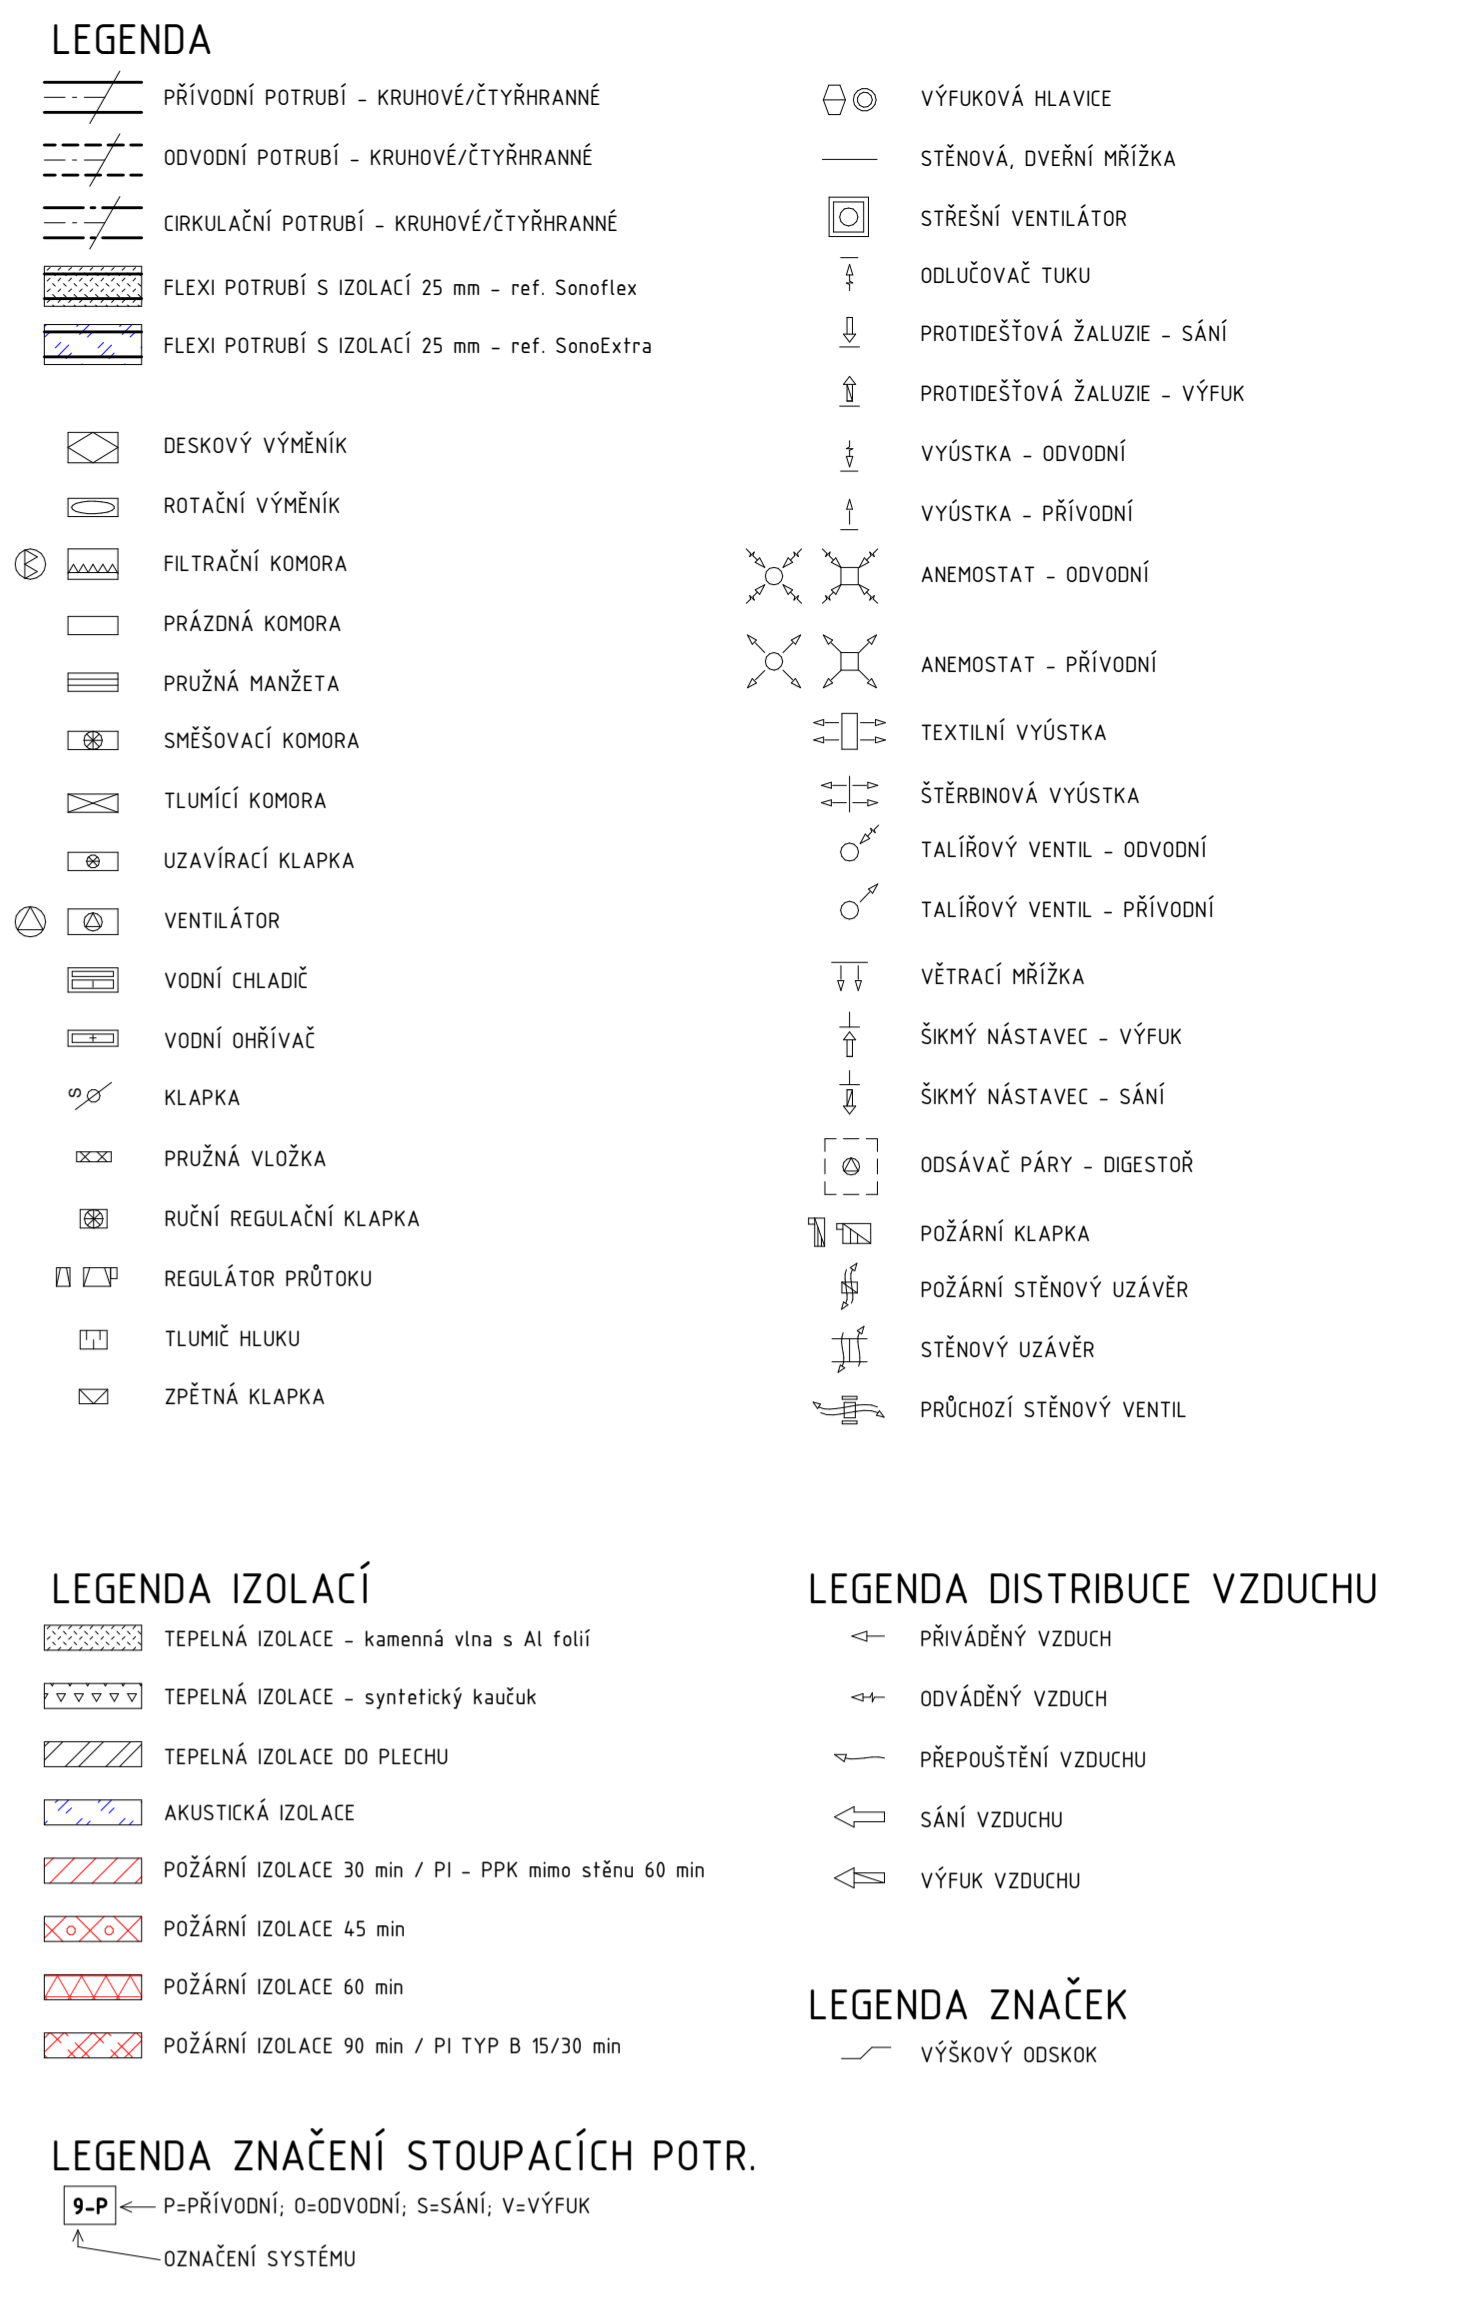 LEGENDA
PŘÍVODNÍ POTRUBÍ - KRUHOVÉ/ČTYŘHRANNÉ
ODVODNÍ POTRUBÍ - KRUHOVÉ/ČTYŘHRANNÉ
CIRKULAČNÍ POTRUBÍ - KRUHOVÉ/ČTYŘHRANNÉ
FLEXI POTRUBÍ S IZOLACÍ 25 mm - ref. Sonoflex
FLEXI POTRUBÍ S IZOLACÍ 25 mm - ref. SonoExtra
DESKOVÝ VÝMĚNÍK
ROTAČNÍ VÝMĚNÍK
FILTRAČNÍ KOMORA
PRÁZDNÁ KOMORA
PRUŽNÁ MANŽETA
SMĚŠOVACÍ KOMORA
TLUMÍCÍ KOMORA
UZAVÍRACÍ KLAPKA
VENTILÁTOR
VODNÍ CHLADIČ
VODNÍ OHŘÍVAČ
S KLAPKA
PRUŽNÁ VLOŽKA
RUČNÍ REGULAČNÍ KLAPKA
REGULÁTOR PRŮTOKU
TLUMIČ HLUKU
ZPĚTNÁ KLAPKA
VÝFUKOVÁ HLAVICE
STĚNOVÁ, DVEŘNÍ MŘÍŽKA
STŘEŠNÍ VENTILÁTOR
ODLUČOVAČ TUKU
PROTIDEŠŤOVÁ ŽALUZIE - SÁNÍ
PROTIDEŠŤOVÁ ŽALUZIE - VÝFUK
VYÚSTKA - ODVODNÍ
VYÚSTKA - PŘÍVODNÍ
ANEMOSTAT - ODVODNÍ
ANEMOSTAT - PŘÍVODNÍ
TEXTILNÍ VYÚSTKA
ŠTĚRBINOVÁ VYÚSTKA
TALÍŘOVÝ VENTIL - ODVODNÍ
TALÍŘOVÝ VENTIL - PŘÍVODNÍ
VĚTRACÍ MŘÍŽKA
ŠIKMÝ NÁSTAVEC - VÝFUK
ŠIKMÝ NÁSTAVEC - SÁNÍ
ODSÁVAČ PÁRY - DIGESTOŘ
POŽÁRNÍ KLAPKA
POŽÁRNÍ STĚNOVÝ UZÁVĚR
STĚNOVÝ UZÁVĚR
PRŮCHOZÍ STĚNOVÝ VENTIL
LEGENDA IZOLACÍ
TEPELNÁ IZOLACE - kamenná vlna s Al folií
TEPELNÁ IZOLACE - syntetický kaučuk
TEPELNÁ IZOLACE DO PLECHU
AKUSTICKÁ IZOLACE
POŽÁRNÍ IZOLACE 30 min / PI - PPK mimo stěnu 60 min
POŽÁRNÍ IZOLACE 45 min
POŽÁRNÍ IZOLACE 60 min
POŽÁRNÍ IZOLACE 90 min / PI TYP B 15/30 min
LEGENDA DISTRIBUCE VZDUCHU
PŘIVÁDĚNÝ VZDUCH
ODVÁDĚNÝ VZDUCH
PŘEPOUŠTĚNÍ VZDUCHU
SÁNÍ VZDUCHU
VÝFUK VZDUCHU
LEGENDA ZNAČEK
VÝŠKOVÝ ODSKOK
LEGENDA ZNAČENÍ STOUPACÍCH POTR.
9-P P=PŘÍVODNÍ; O=ODVODNÍ; S=SÁNÍ; V=VÝFUK
OZNAČENÍ SYSTÉMU